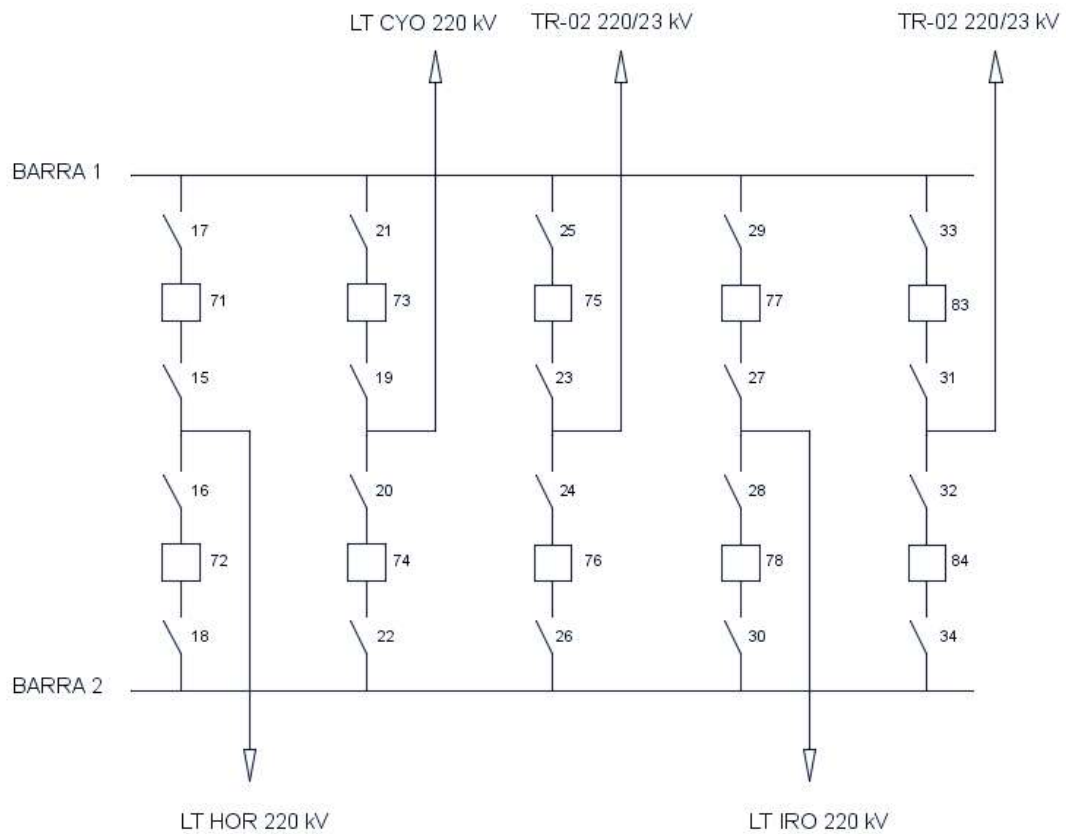 LT CYO 220 kV TR-02 220/23 kV TR-02 220/23 kV
BARRA 1
17 21 25 29 33
71 73 75 77 83
15 19 23 27 31
16 20 24 28 32
72 74 76 78 84
18 22 26 30 34
BARRA 2
LT HOR 220 kV LT IRO 220 kV